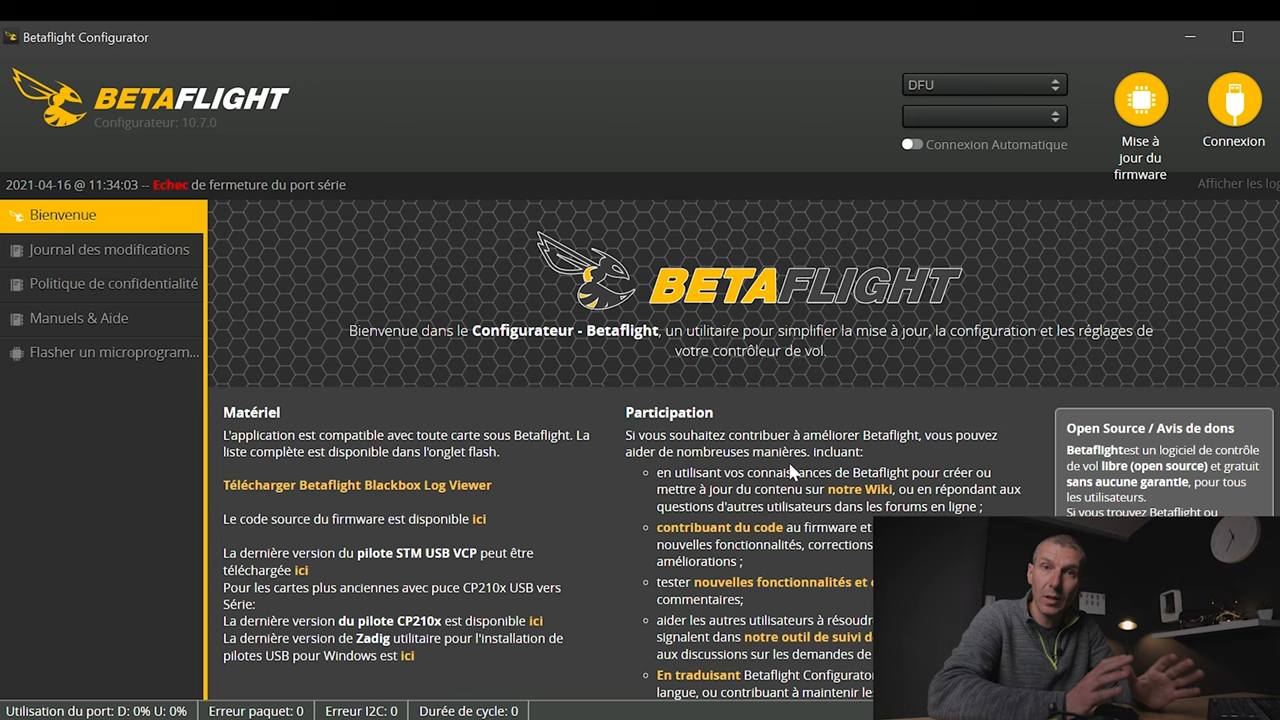 Betaflight Configurator
BETAFLIGHT
Configurateur: 10.7.0
DFU
Connexion Automatique
Mise à
jour du
firmware
Connexion
2021-04-16 @ 11:34:03 -- Echec de fermeture du port série
Afficher les log
Bienvenue
Journal des modifications
Politique de confidentialité
Manuels & Aide
Flasher un microprogram...
BETAFLIGHT
Bienvenue dans le Configurateur - Betaflight, un utilitaire pour simplifier la mise à jour, la configuration et les réglages de
votre contrôleur de vol.
Matériel
L'application est compatible avec toute carte sous Betaflight. La
liste complète est disponible dans l'onglet flash.
Télécharger Betaflight Blackbox Log Viewer
Le code source du firmware est disponible ici
La dernière version du pilote STM USB VCP peut être
téléchargée ici
Pour les cartes plus anciennes avec puce CP210x USB vers
Série:
La dernière version du pilote CP210x est disponible ici
La dernière version de Zadig utilitaire pour l'installation de
pilotes USB pour Windows est ici
Participation
Si vous souhaitez contribuer à améliorer Betaflight, vous pouvez
aider de nombreuses manières. incluant:
en utilisant vos connaissances de Betaflight pour créer ou
mettre à jour du contenu sur notre Wiki, ou en répondant aux
questions d'autres utilisateurs dans les forums en ligne ;
contribuant du code au firmware et
nouvelles fonctionnalités, corrections
améliorations ;
tester nouvelles fonctionnalités et
commentaires;
aider les autres utilisateurs à résoudr
signalent dans notre outil de suivi d
aux discussions sur les demandes de
En traduisant Betaflight Configurator
langue, ou contribuant à maintenir les
Open Source / Avis de dons
Betaflightest un logiciel de contrôle
de vol libre (open source) et gratuit
sans aucune garantie, pour tous
les utilisateurs.
Si vous trouvez Betaflight ou
Utilisation du port: D: 0% U: 0%
Erreur paquet: 0
Erreur I2C: 0
Durée de cycle: 0